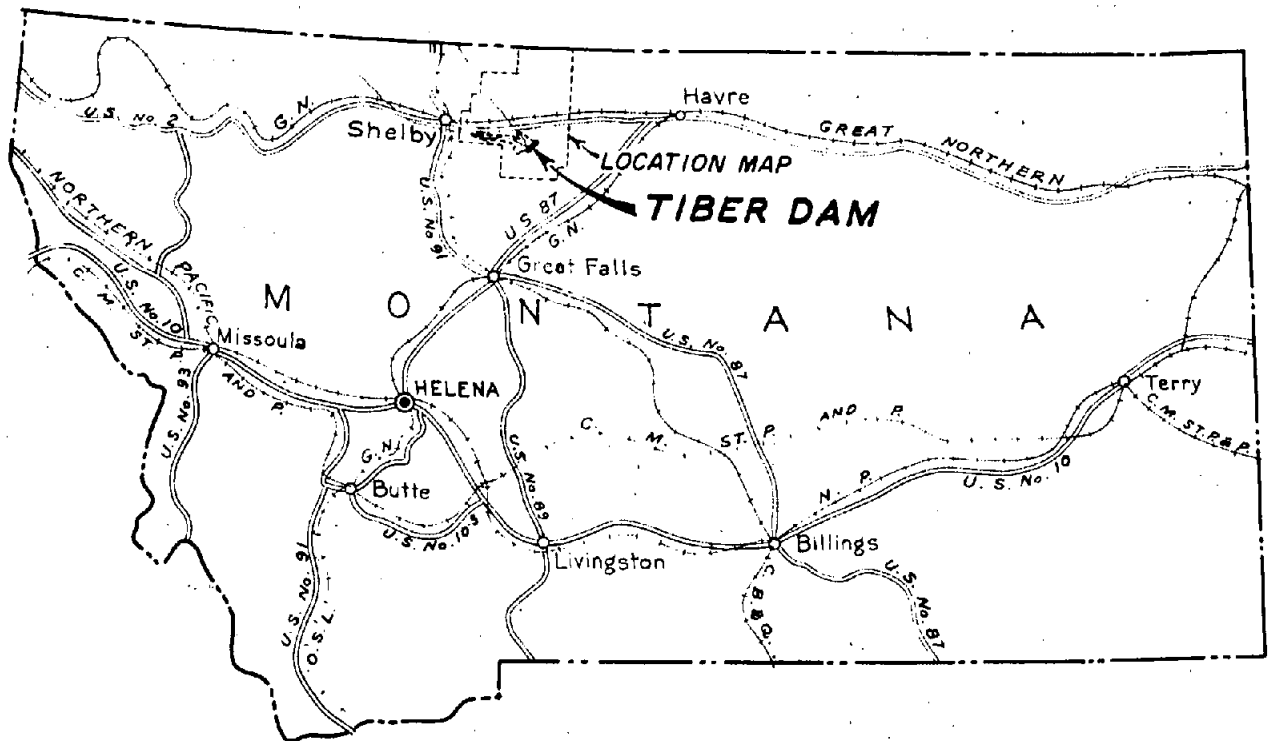 U.S. No. 2
G.N.
Shelby
Havre
GREAT NORTHERN
LOCATION MAP
TIBER DAM
NORTHERN PACIFIC
U.S. No 91
U.S. 87
G.N.
Great Falls
MONTANA
C. M. ST. P. AND P.
U.S. No. 10
Missoula
U.S. No. 93
HELENA
U.S. No. 87
Terry
C. M. ST. P. AND P.
C.M. ST.P.&P.
G.N.
Butte
U.S. No. 10 S
U.S. No. 89
N. P.
U.S. No. 10
Livingston
Billings
U.S. No. 91
O.S.L.
C.B.&Q.
U.S. No. 87